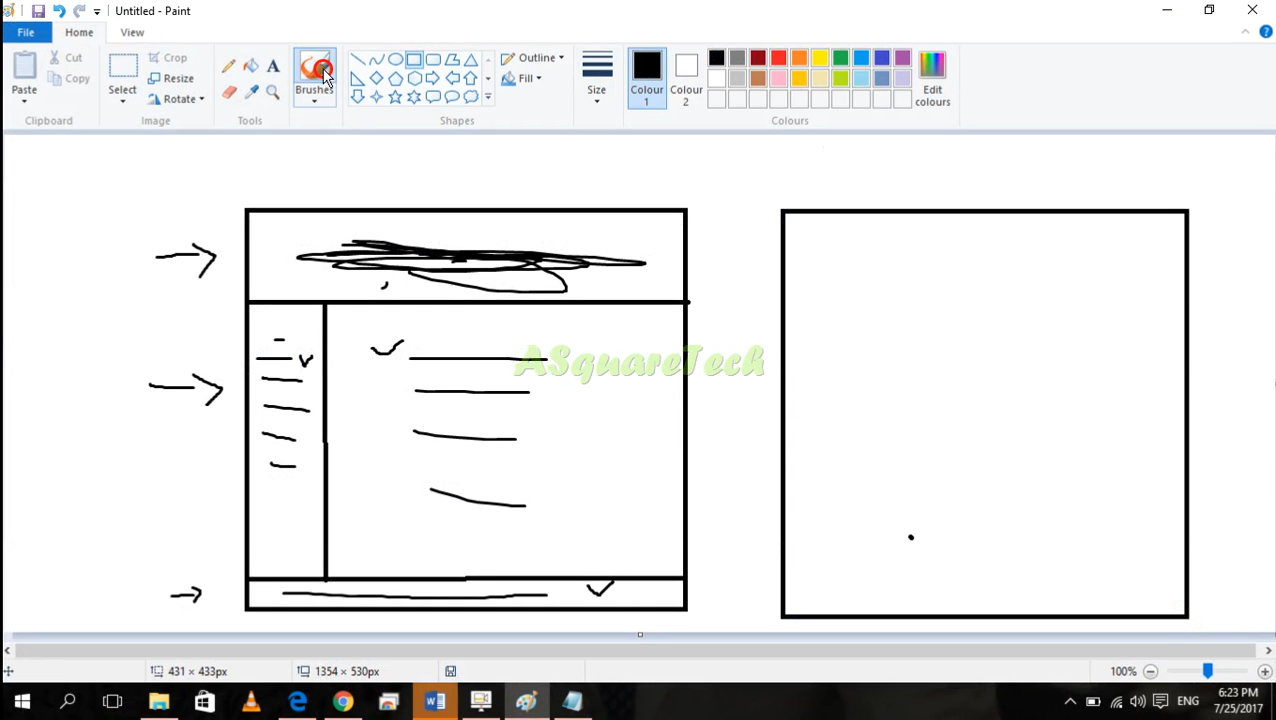 Untitled - Paint
File Home View
Paste
Cut
Copy
Clipboard
Select
Crop
Resize
Rotate
Image
A
Tools
Brushes
Outline
Fill
Shapes
Size
Colour 1
Colour 2
Edit colours
Colours
ASquareTech
431 × 433px
1354 × 530px
100%
ENG
6:23 PM
7/25/2017